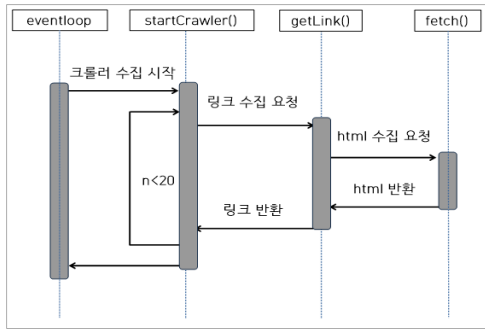 eventloop
startCrawler()
getLink()
fetch()
크롤러 수집 시작
링크 수집 요청
html 수집 요청
n<20
html 반환
링크 반환